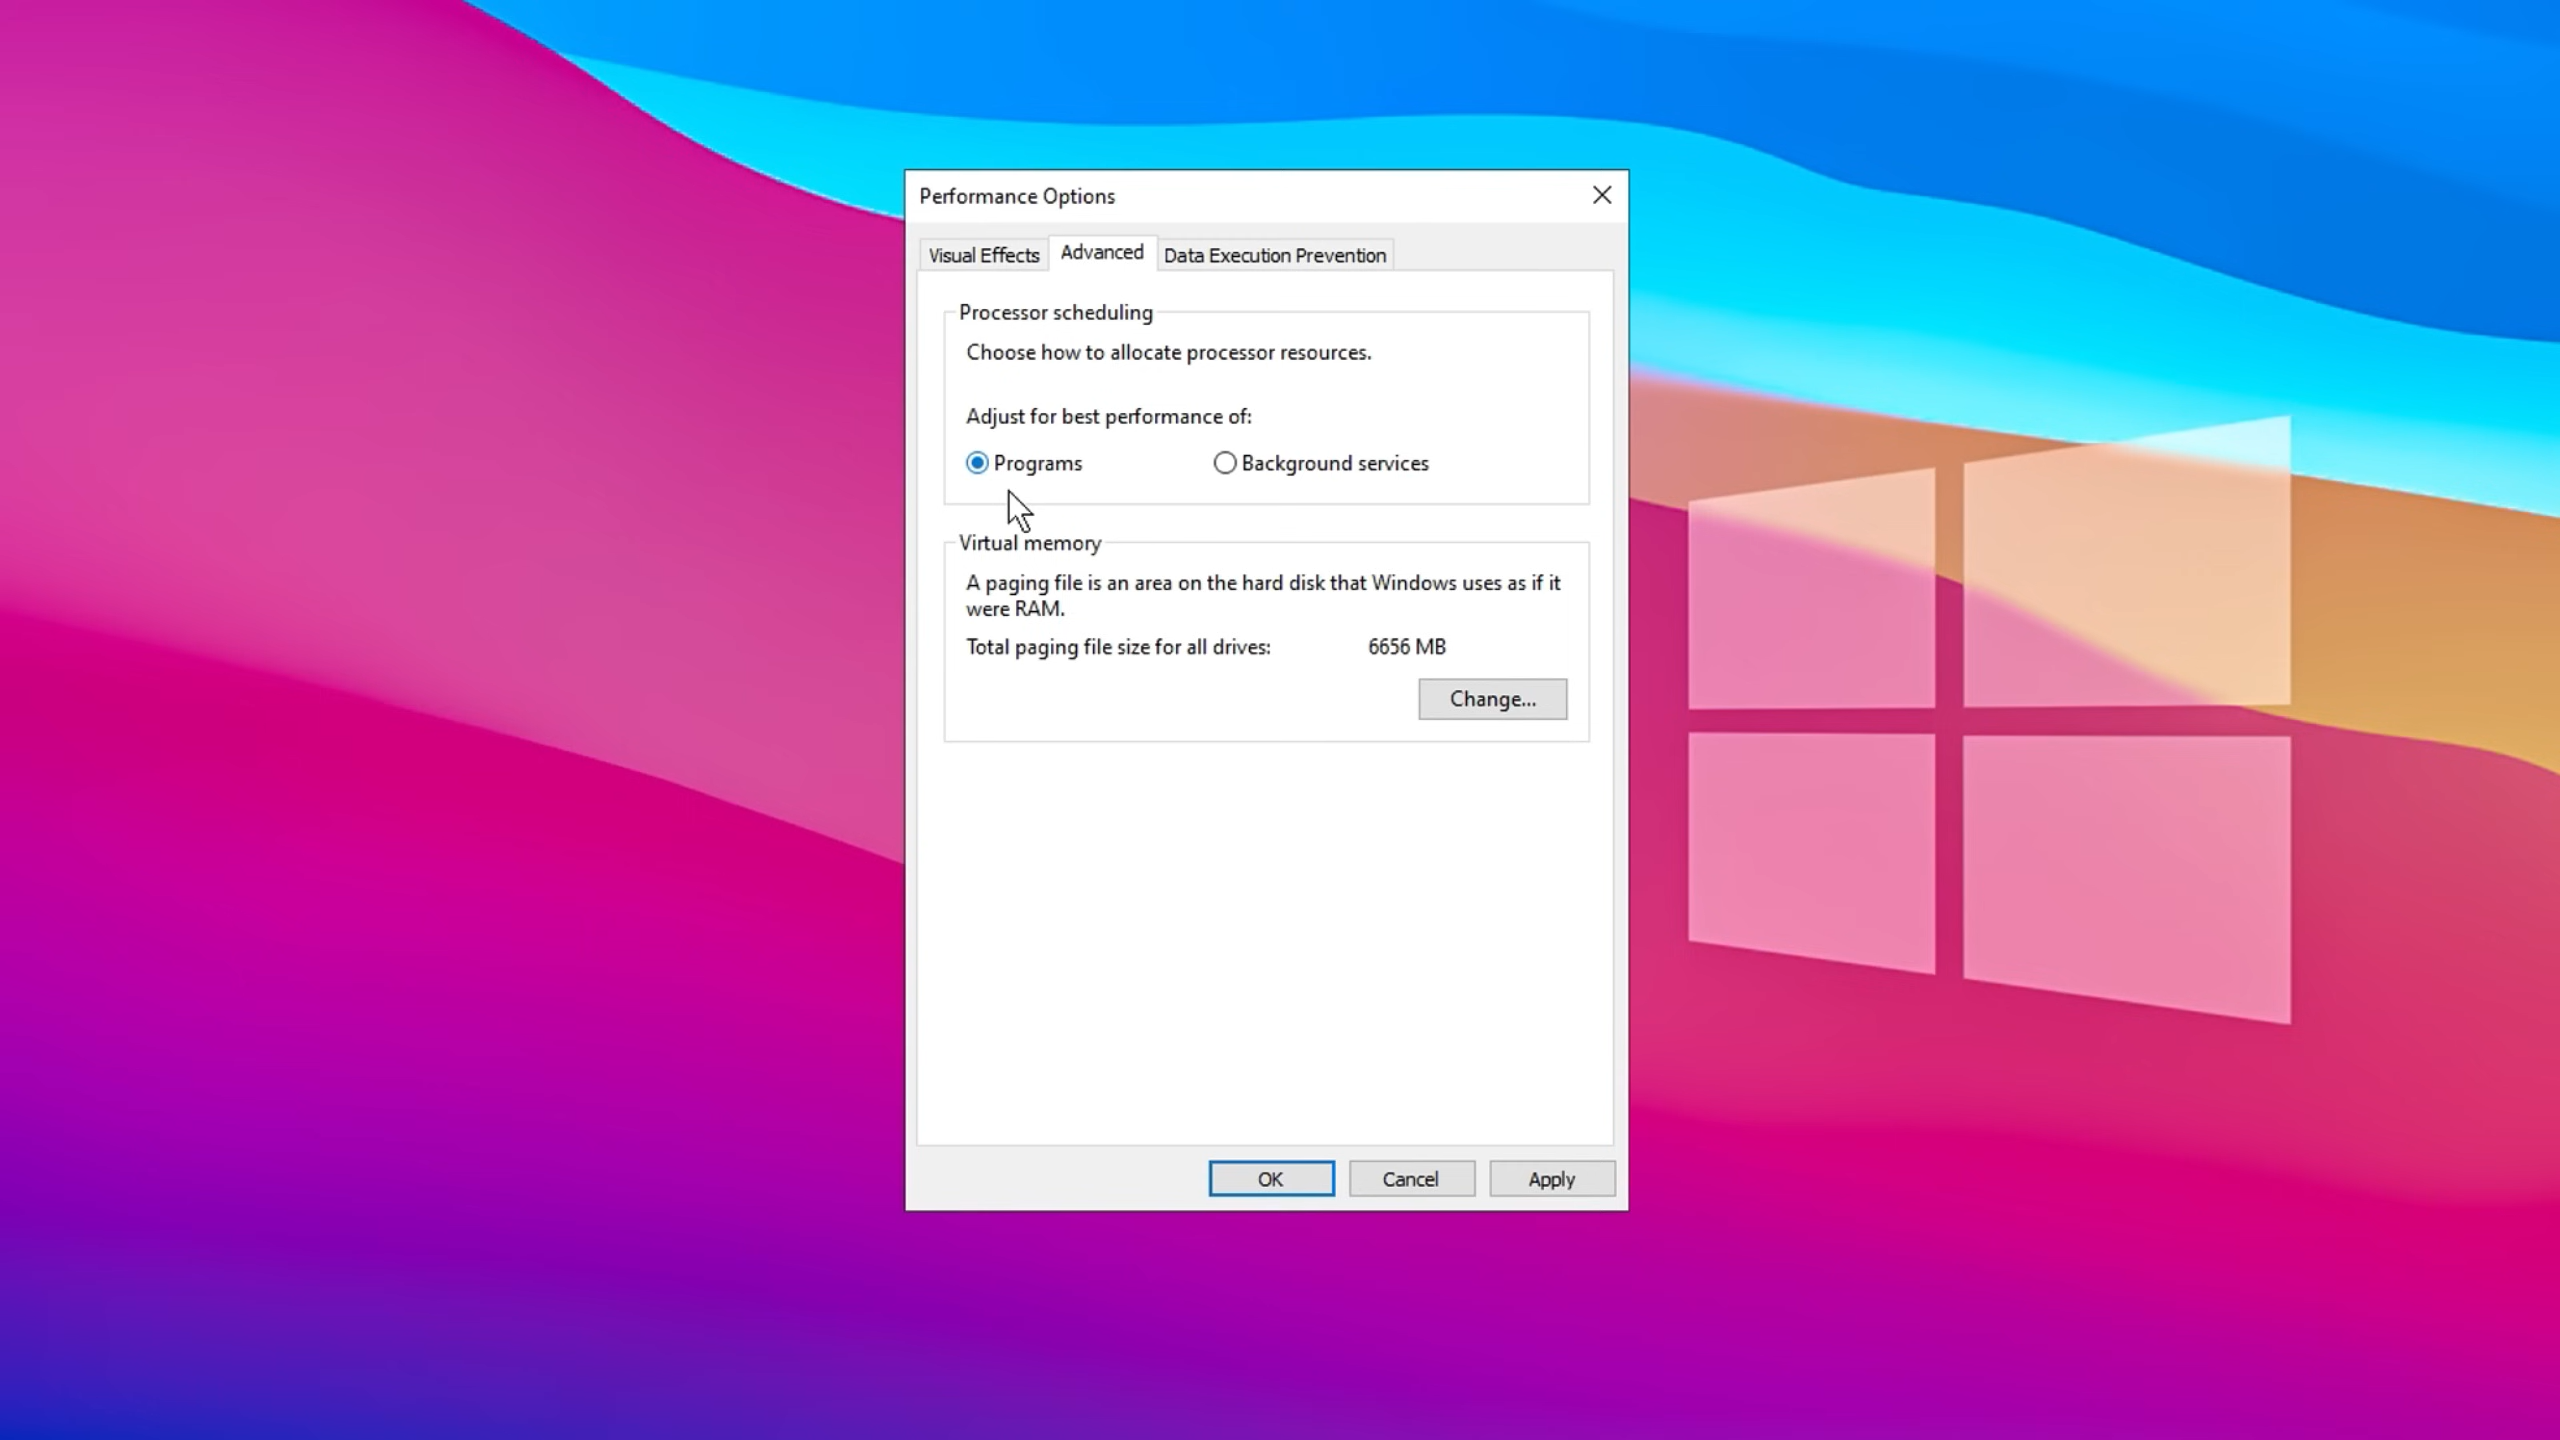 Performance Options
Visual Effects
Advanced
Data Execution Prevention
Processor scheduling
Choose how to allocate processor resources.
Adjust for best performance of:
Programs
Background services
Virtual memory
A paging file is an area on the hard disk that Windows uses as if it
were RAM.
Total paging file size for all drives:
6656 MB
Change...
OK
Cancel
Apply